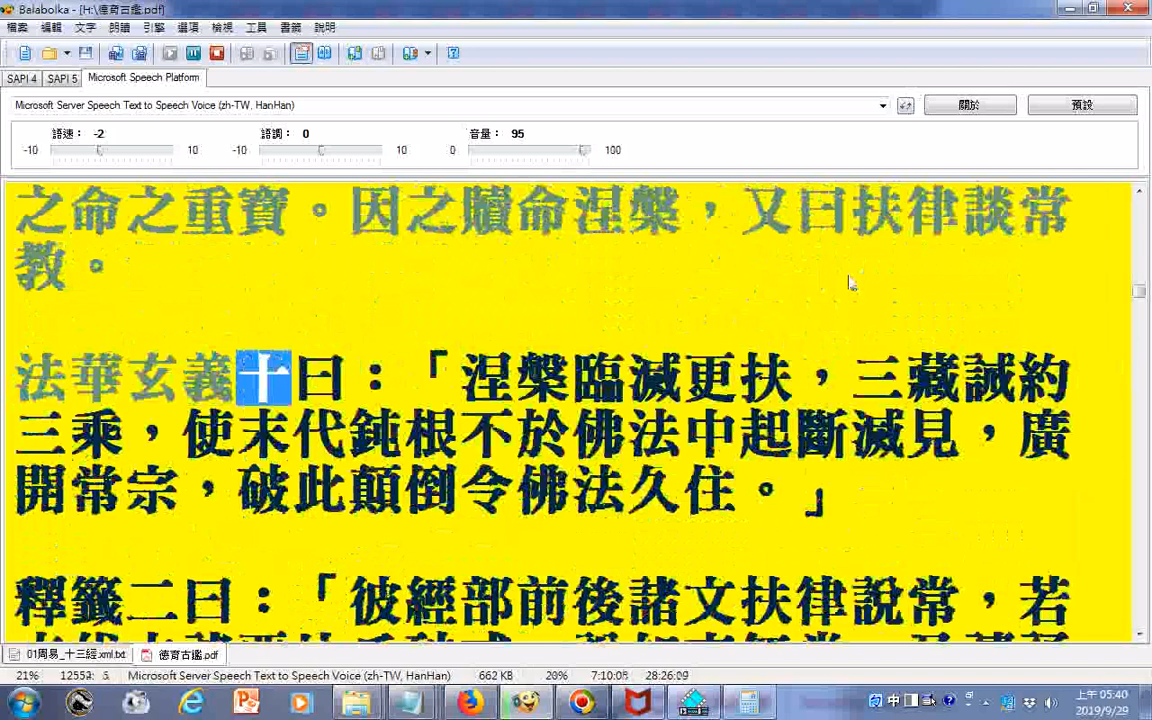 Balabolka - [H:\德育古鑑.pdf]
檔案 編輯 文字 朗讀 引擎 選項 檢視 工具 書籤 說明
SAPI 4 SAPI 5 Microsoft Speech Platform
Microsoft Server Speech Text to Speech Voice (zh-TW, HanHan) 關於 預設
語速： -2 語調： 0 音量： 95
-10 10 -10 10 0 100
之命之重寶。因之贖命涅槃，又曰扶律談常
教。
法華玄義十曰：「涅槃臨滅更扶，三藏誡約
三乘，使末代鈍根不於佛法中起斷滅見，廣
開常宗，破此顛倒令佛法久住。」
釋籤二曰：「彼經部前後諸文扶律說常，若
01周易_十三經.xml.txt 德育古鑑.pdf
21% Microsoft Server Speech Text to Speech Voice (zh-TW, HanHan) 662 KB 20% 7:10:08 28:26:09
中 上午 05:40
2019/9/29